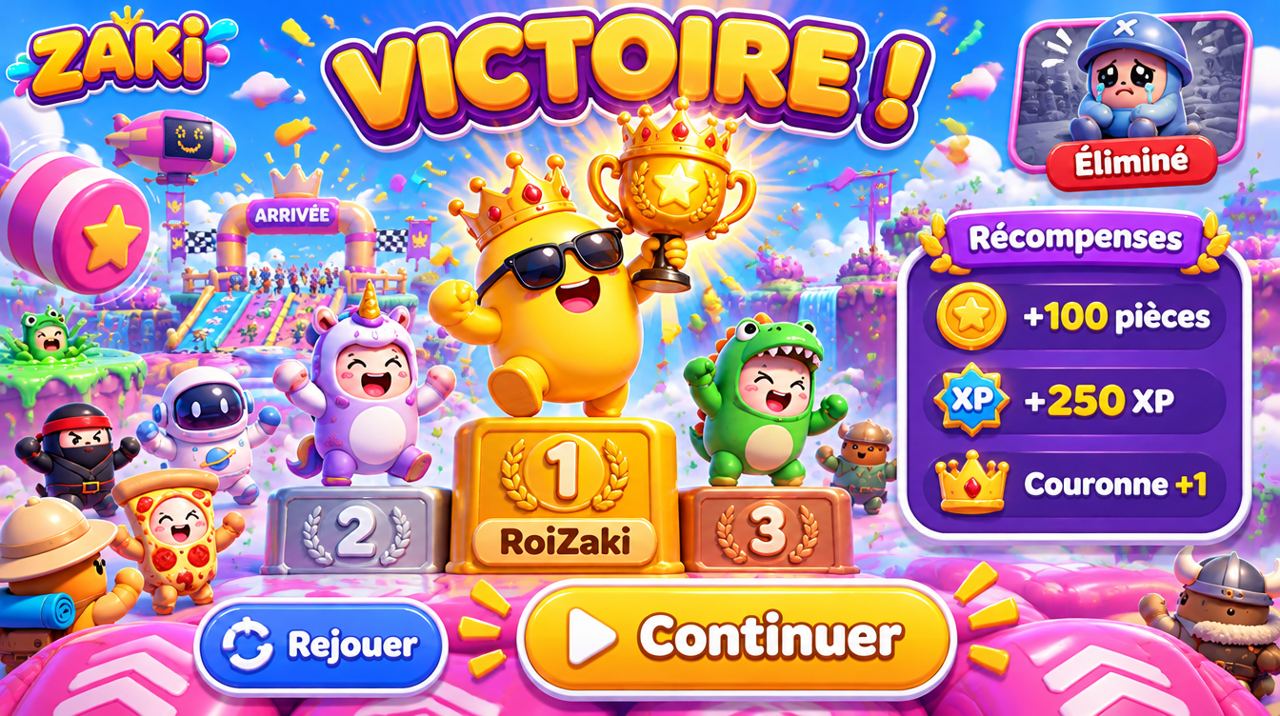 ZAKi
VICTOIRE !
Éliminé
ARRIVÉE
Récompenses
+100 pièces
XP
+250 XP
Couronne +1
1
2
3
RoiZaki
Rejouer
Continuer